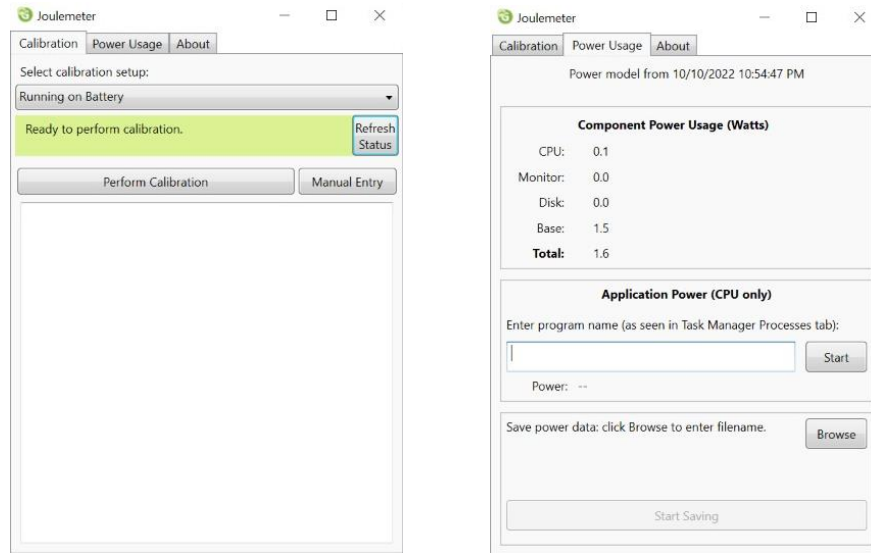 Joulemeter
Calibration Power Usage About
Select calibration setup:
Running on Battery
Ready to perform calibration.
Refresh
Status
Perform Calibration Manual Entry
Joulemeter
Calibration Power Usage About
Power model from 10/10/2022 10:54:47 PM
Component Power Usage (Watts)
CPU: 0.1
Monitor: 0.0
Disk: 0.0
Base: 1.5
Total: 1.6
Application Power (CPU only)
Enter program name (as seen in Task Manager Processes tab):
Start
Power: --
Save power data: click Browse to enter filename.
Browse
Start Saving